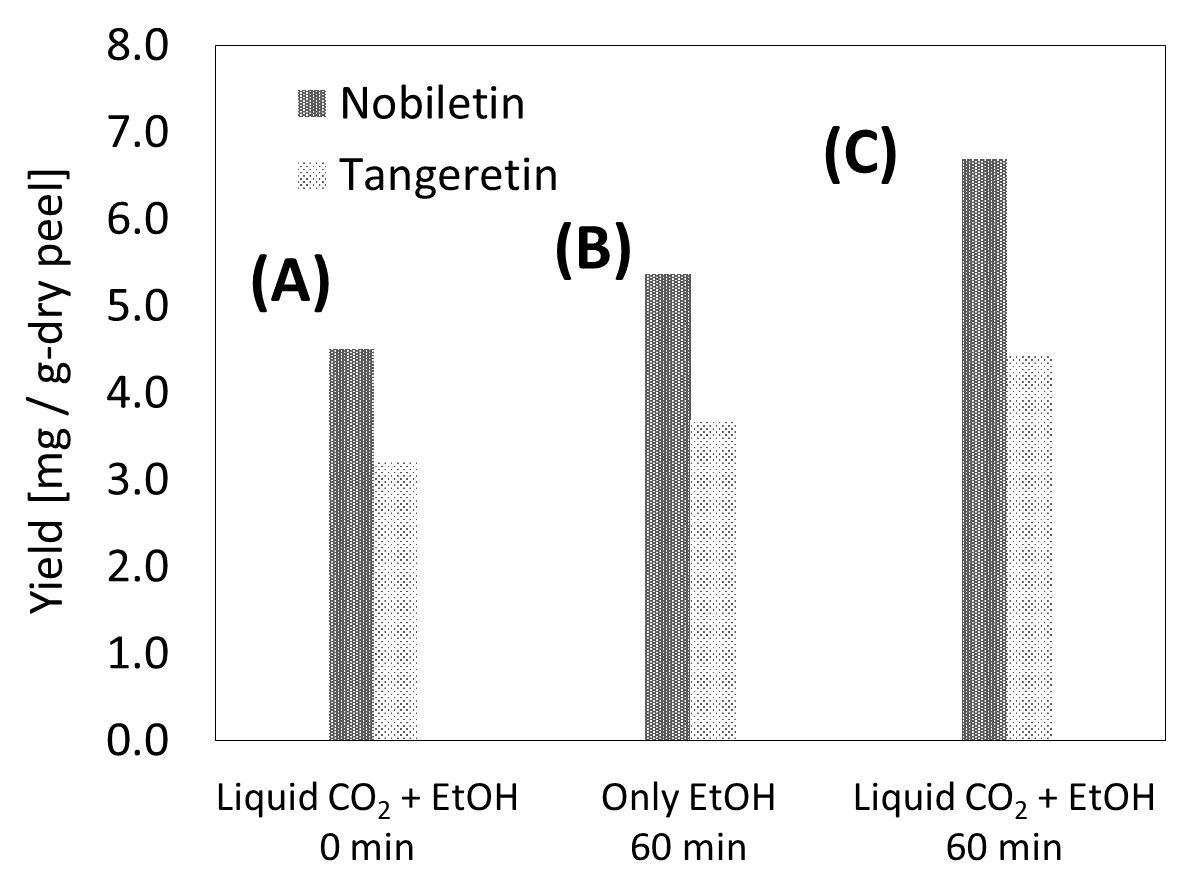 8.0
7.0
6.0
5.0
4.0
3.0
2.0
1.0
0.0
Yield [mg / g-dry peel]
Nobiletin
Tangeretin
(A)
(B)
(C)
Liquid CO₂ + EtOH
0 min
Only EtOH
60 min
Liquid CO₂ + EtOH
60 min